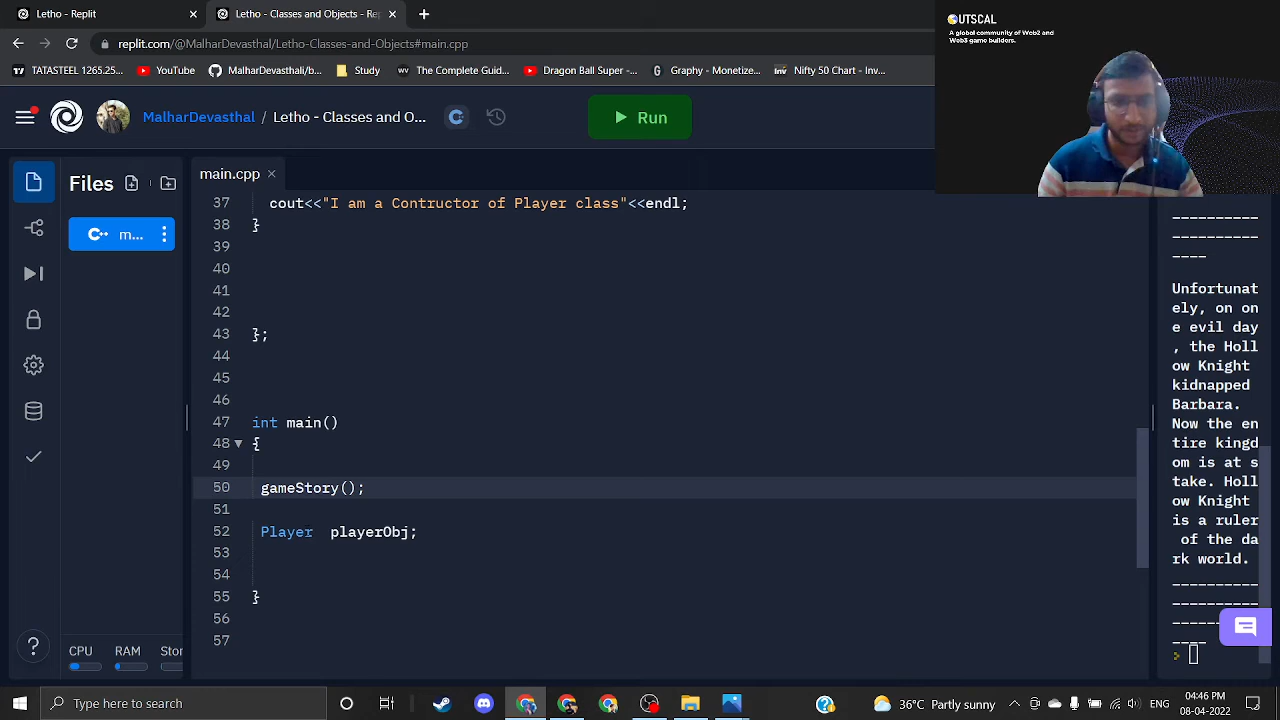 Letho - Replit
Letho - Classes and Objects - Rep
UTSCAL
A global community of Web2 and
Web3 game builders.
replit.com/@MalharDevasthal/Letho-Classes-and-Objects#main.cpp
TATASTEEL 1265.25...
YouTube
MalharDevasthali/b...
Study
WV The Complete Guid...
Dragon Ball Super -...
G Graphy - Monetize...
inv Nifty 50 Chart - Inv...
MalharDevasthal / Letho - Classes and O...
Run
Files
m...
main.cpp
37 cout<<"I am a Contructor of Player class"<<endl;
38 }
39
40
41
42
43 };
44
45
46
47 int main()
48 {
49
50 gameStory();
51
52 Player playerObj;
53
54
55 }
56
57
--------
--------
----
Unfortunat
ely, on on
e evil day
, the Holl
ow Knight
kidnapped
Barbara.
Now the en
tire kingd
om is at s
take. Holl
ow Knight
is a ruler
of the da
rk world.
--------
--------
--------
----
>
?
CPU
RAM
Stor
Type here to search
36°C Partly sunny
ENG
04:46 PM
08-04-2022